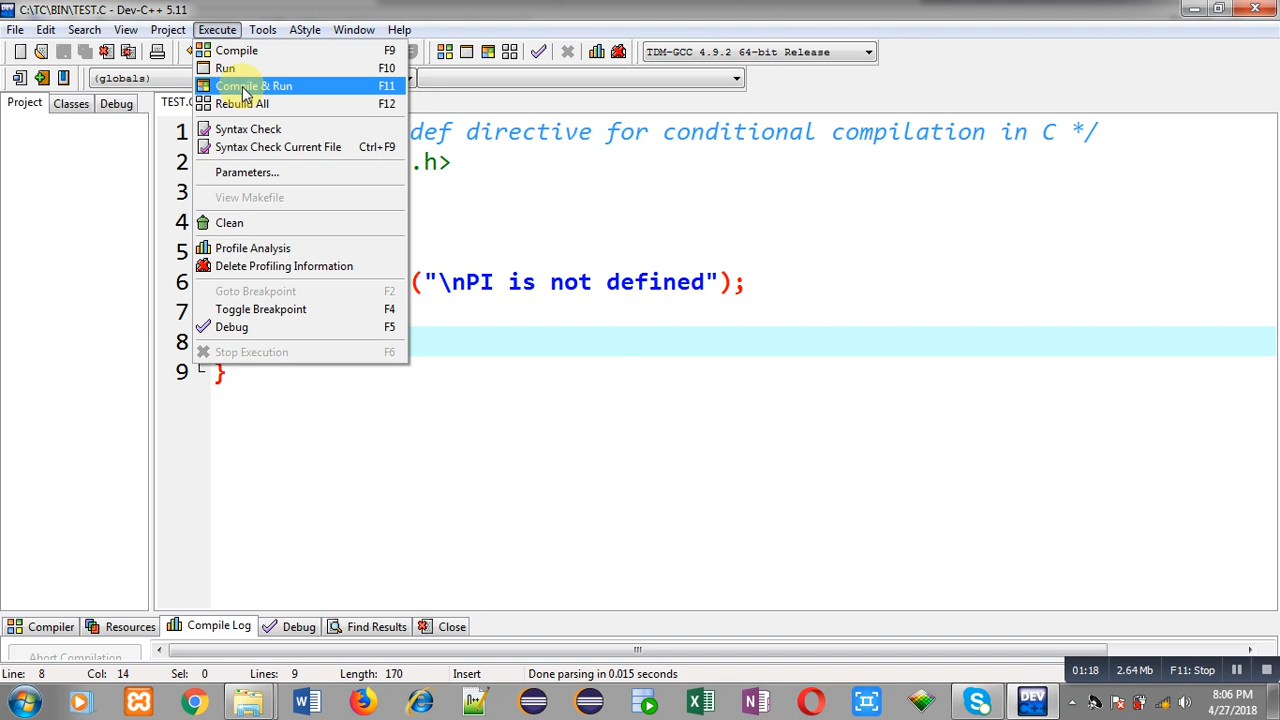 C:\TC\BIN\TEST.C - Dev-C++ 5.11
File Edit Search View Project Execute Tools AStyle Window Help
TDM-GCC 4.9.2 64-bit Release
(globals)
Project Classes Debug
TEST.C
Compile F9
Run F10
Compile & Run F11
Rebuild All F12
Syntax Check
Syntax Check Current File Ctrl+F9
Parameters...
View Makefile
Clean
Profile Analysis
Delete Profiling Information
Goto Breakpoint F2
Toggle Breakpoint F4
Debug F5
Stop Execution F6
1 def directive for conditional compilation in C */
2 .h>
3
4
5
6 ("\nPI is not defined");
7
8
9 }
Compiler Resources Compile Log Debug Find Results Close
Abort Compilation
Line: 8 Col: 14 Sel: 0 Lines: 9 Length: 170 Insert Done parsing in 0.015 seconds
01:18 2.64 Mb F11: Stop
DEV
8:06 PM
4/27/2018